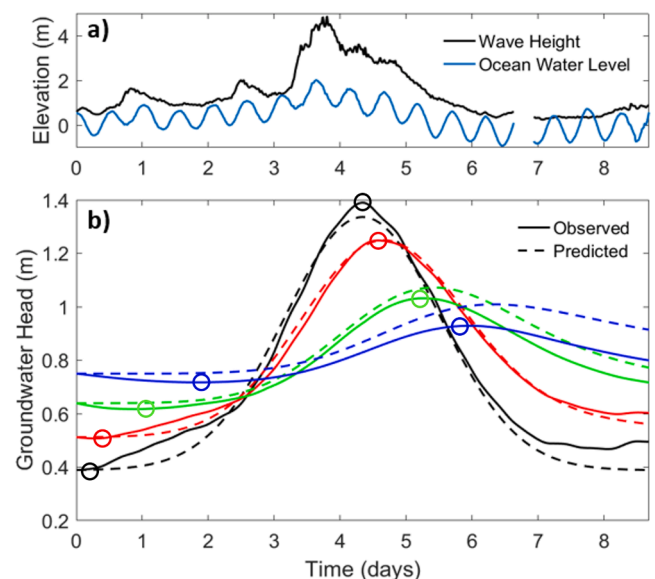 a)
Elevation (m)
4
2
0
Wave Height
Ocean Water Level
0 1 2 3 4 5 6 7 8
b)
Groundwater Head (m)
1.4
1.2
1
0.8
0.6
0.4
0.2
Observed
Predicted
0 1 2 3 4 5 6 7 8
Time (days)